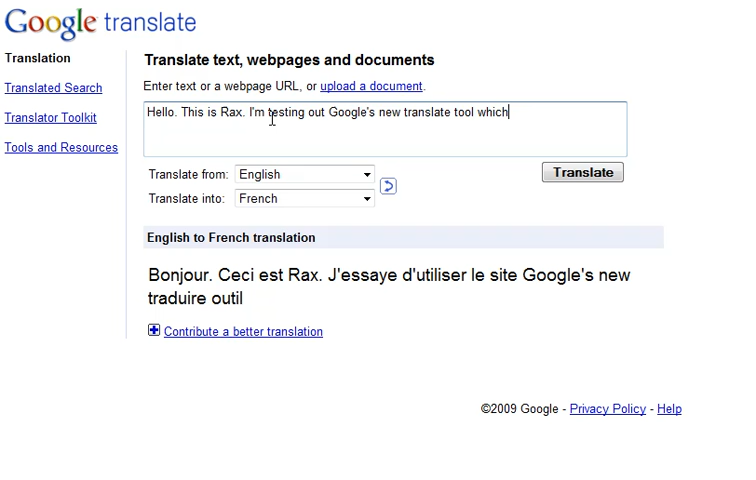 Google translate
Translation
Translated Search
Translator Toolkit
Tools and Resources
Translate text, webpages and documents
Enter text or a webpage URL, or upload a document.
Hello. This is Rax. I'm testing out Google's new translate tool which
Translate from: English
Translate into: French
Translate
English to French translation
Bonjour. Ceci est Rax. J'essaye d'utiliser le site Google's new
traduire outil
Contribute a better translation
©2009 Google - Privacy Policy - Help